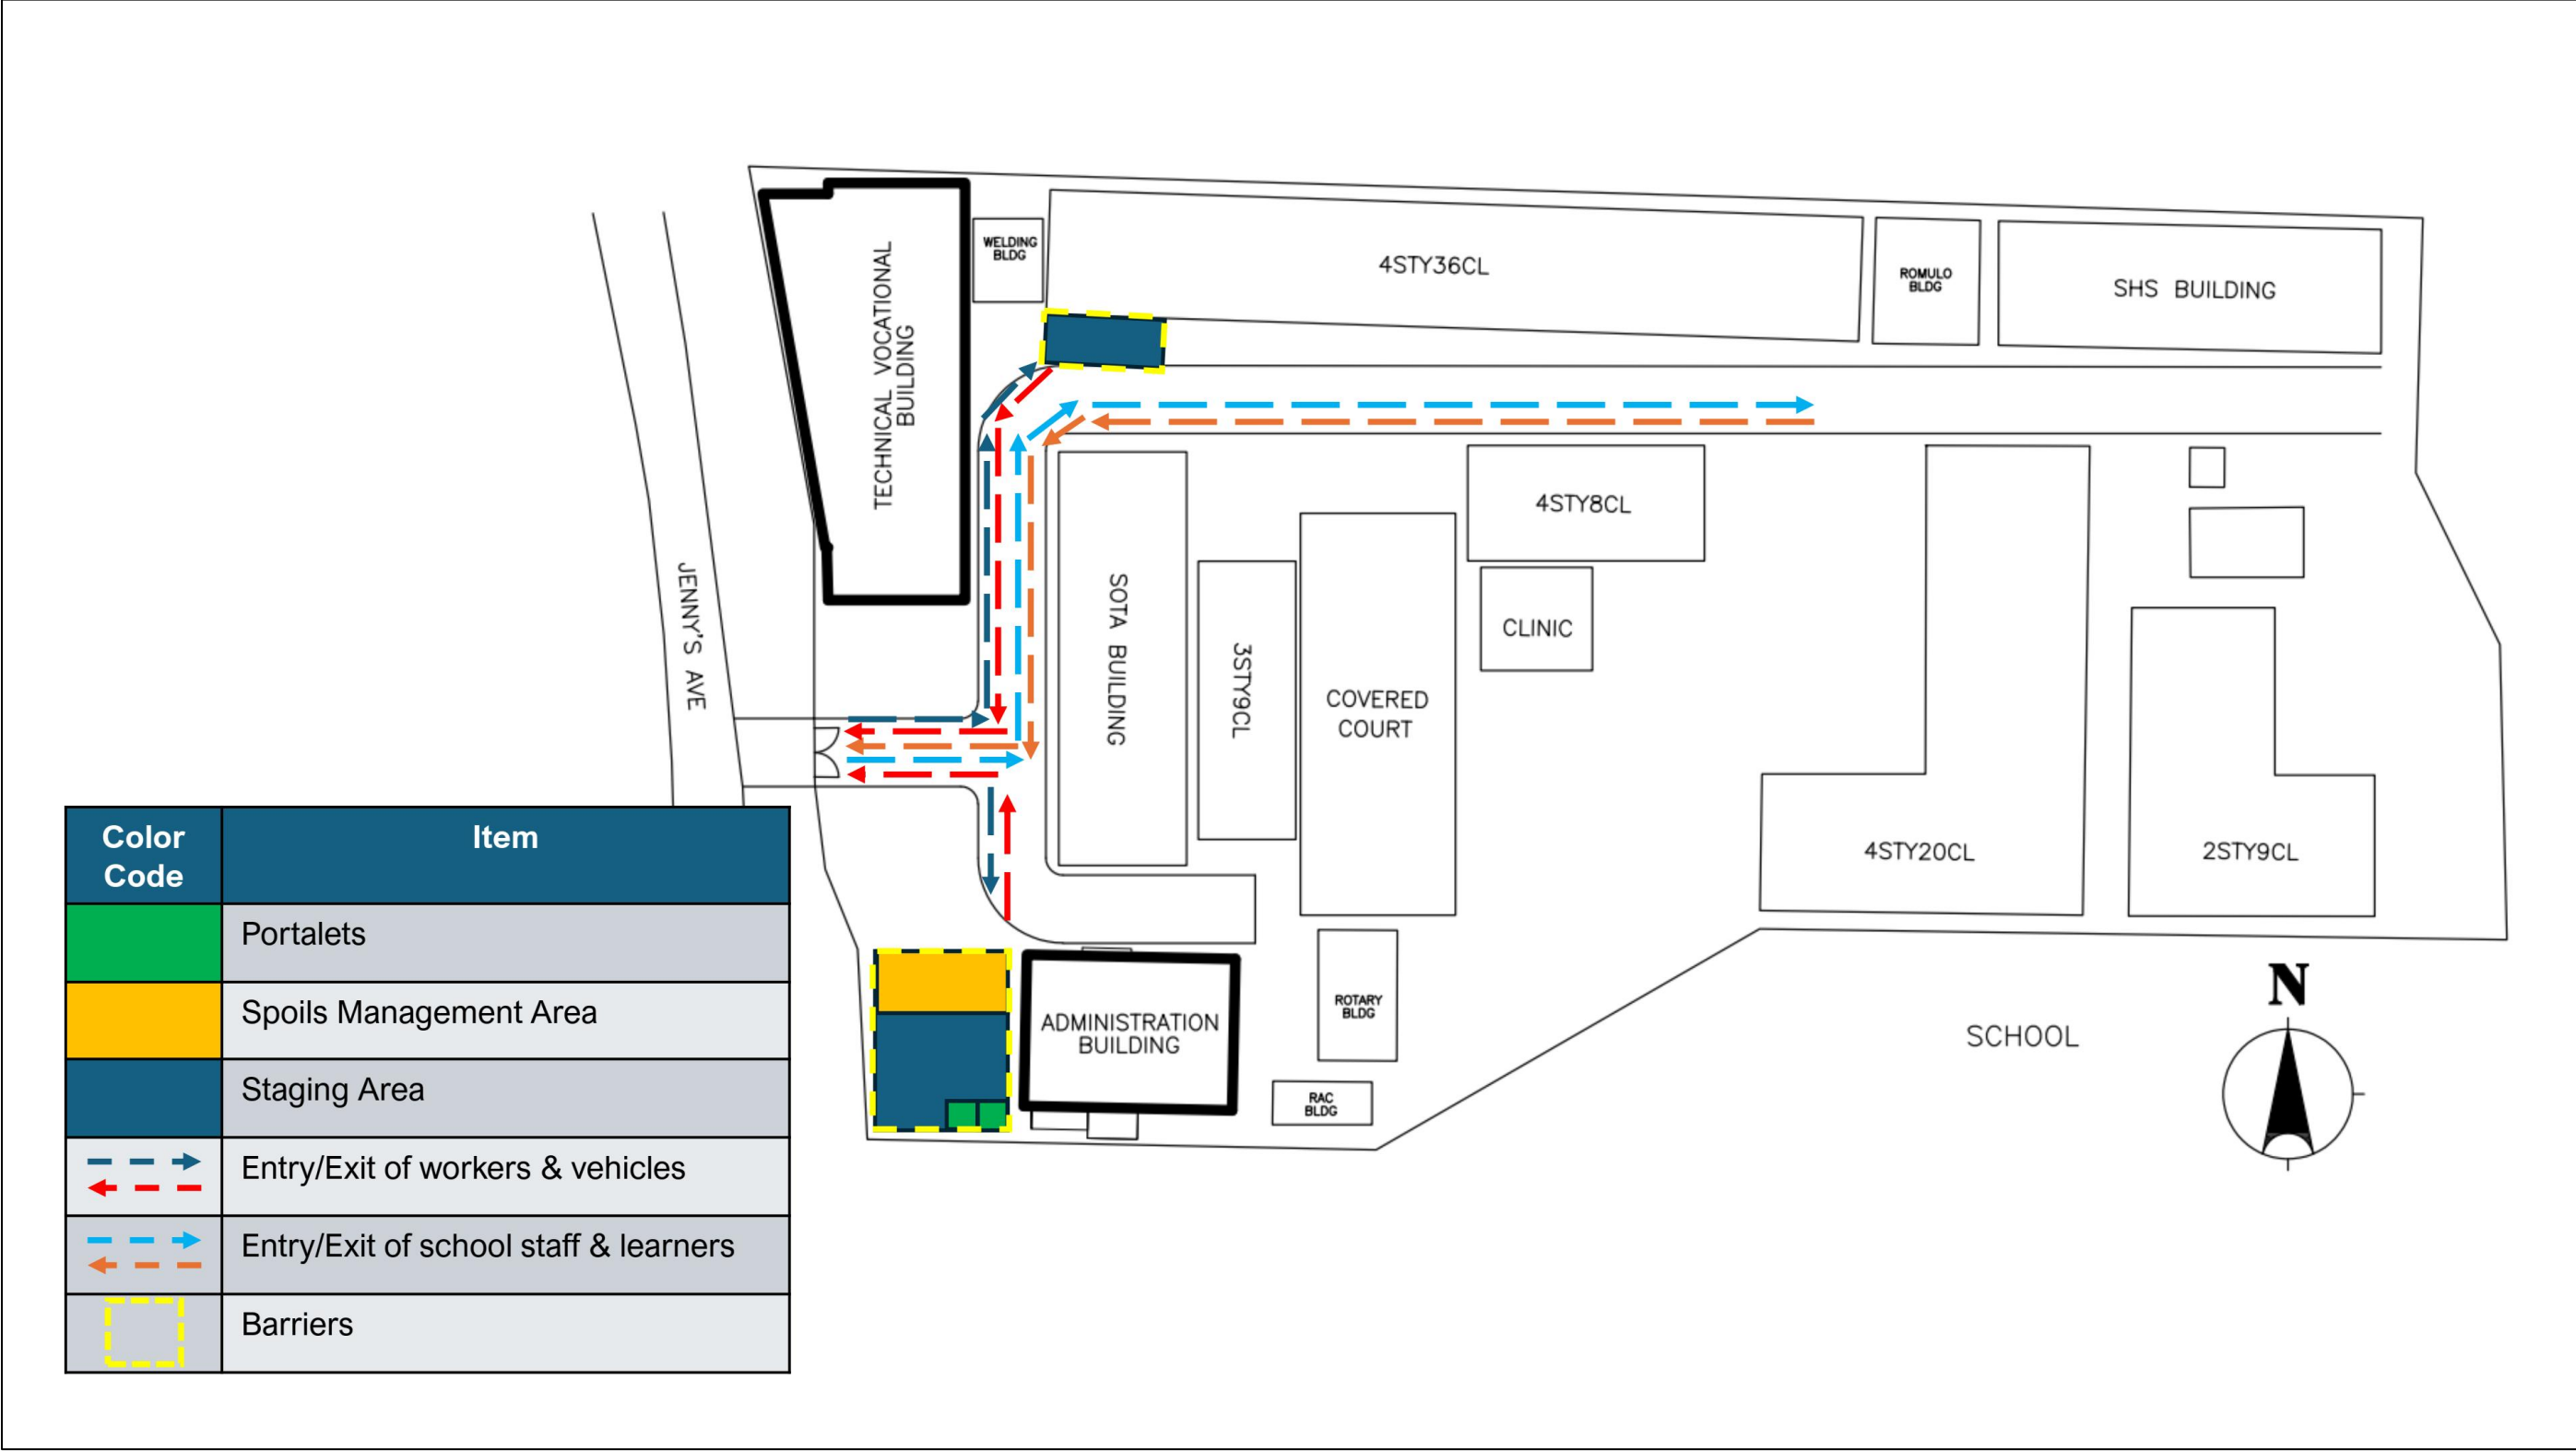 TECHNICAL VOCATIONAL
BUILDING
WELDING
BLDG
4STY36CL
ROMULO
BLDG
SHS BUILDING
JENNY'S AVE
SOTA BUILDING
3STY9CL
COVERED
COURT
4STY8CL
CLINIC
4STY20CL
2STY9CL
ADMINISTRATION
BUILDING
ROTARY
BLDG
RAC
BLDG
SCHOOL
N
Color
Code
Item
Portalets
Spoils Management Area
Staging Area
Entry/Exit of workers & vehicles
Entry/Exit of school staff & learners
Barriers